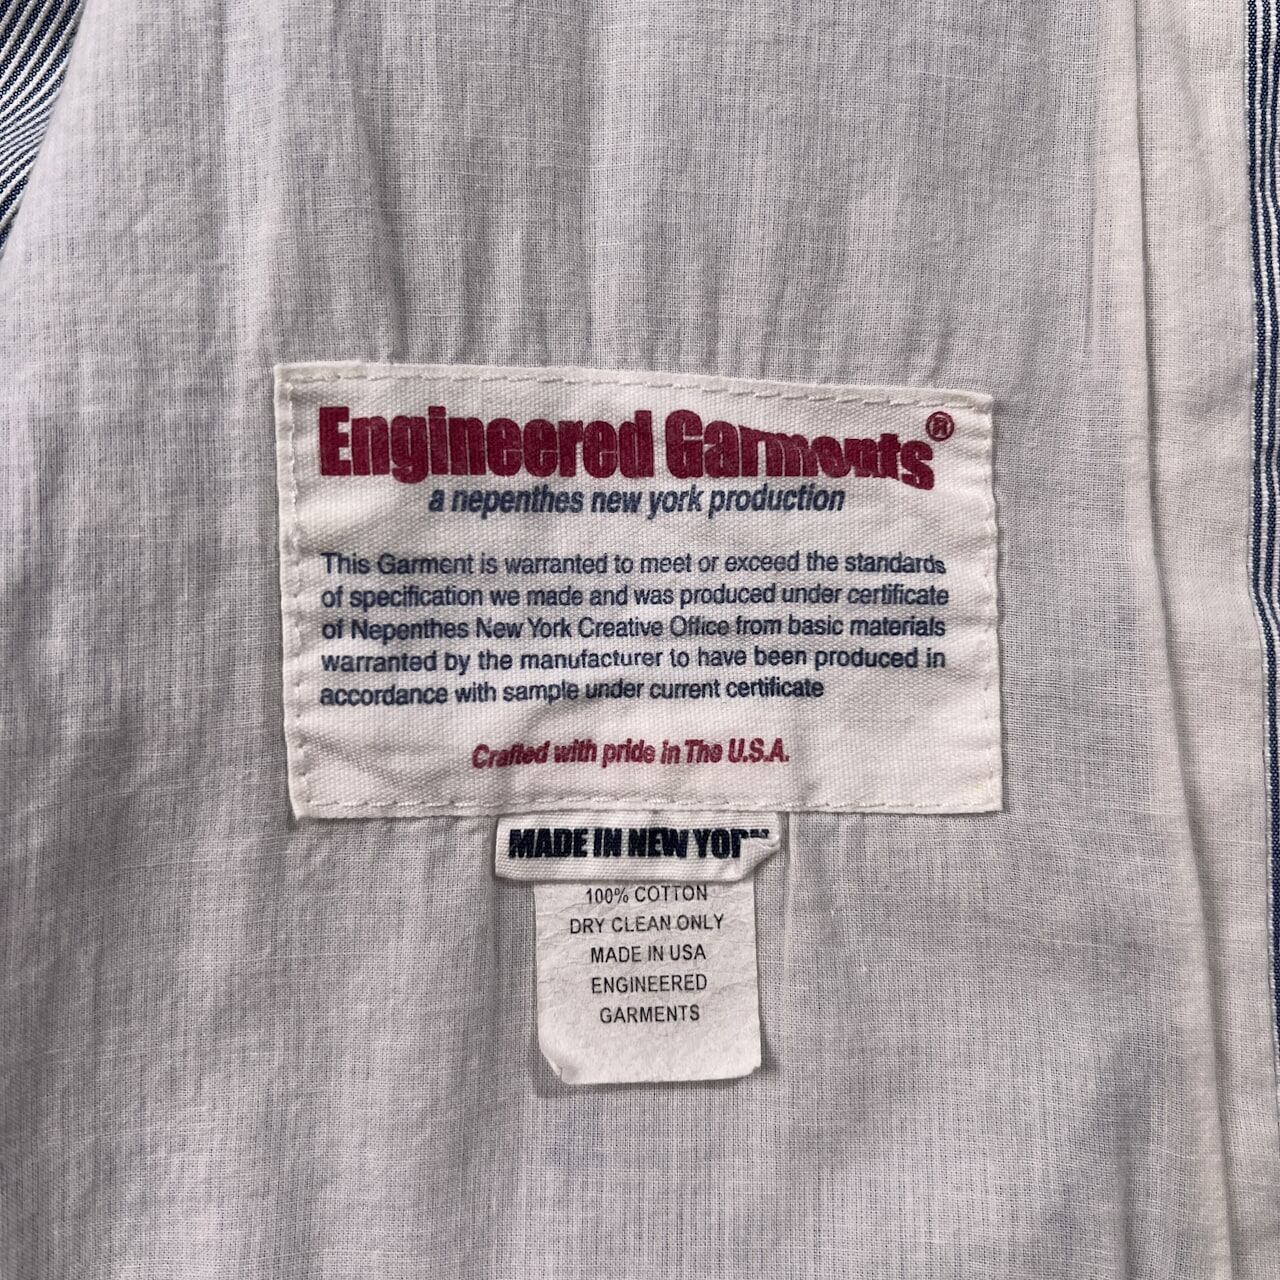 Engineered Garments®
a nepenthes new york production
This Garment is warranted to meet or exceed the standards
of specification we made and was produced under certificate
of Nepenthes New York Creative Office from basic materials
warranted by the manufacturer to have been produced in
accordance with sample under current certificate
Crafted with pride in The U.S.A.
MADE IN NEW YORK
100% COTTON
DRY CLEAN ONLY
MADE IN USA
ENGINEERED
GARMENTS